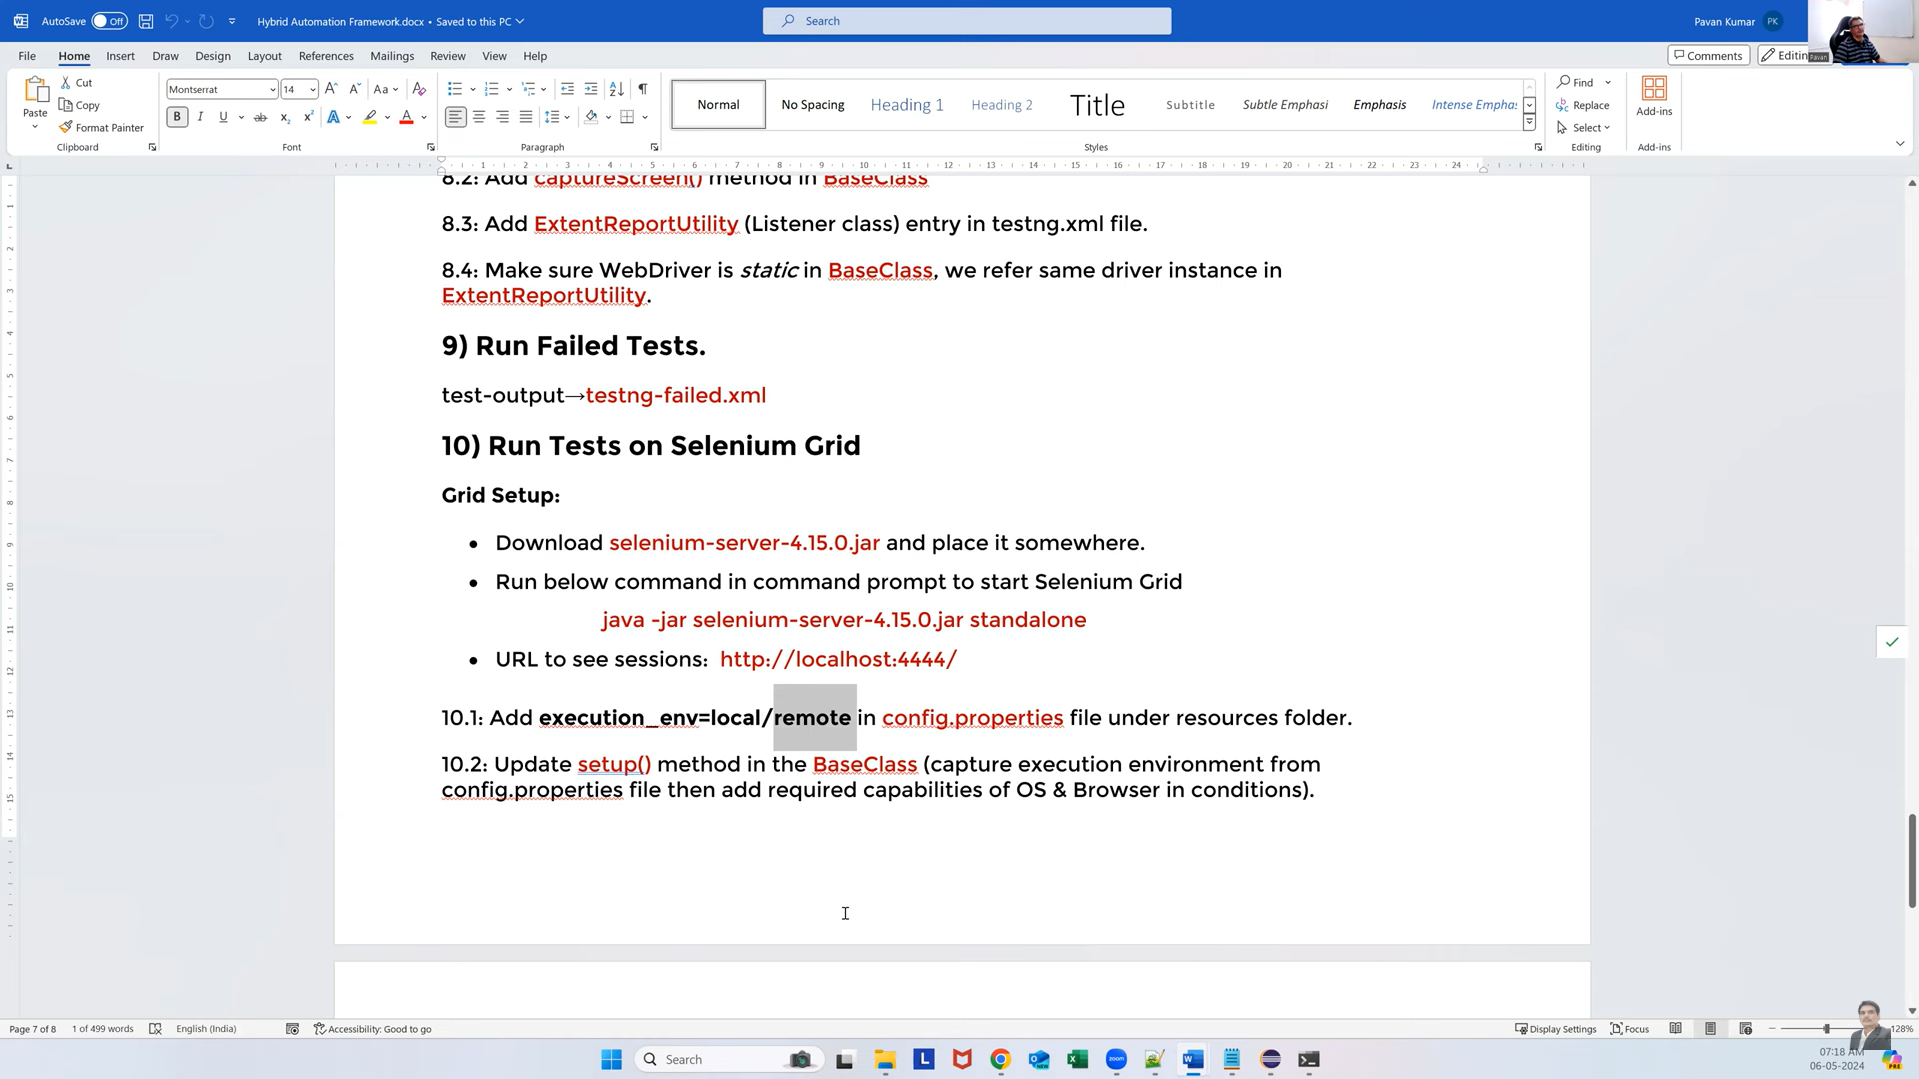 AutoSave Off Hybrid Automation Framework.docx • Saved to this PC Search Pavan Kumar PK
File Home Insert Draw Design Layout References Mailings Review View Help Comments Editing
Paste Cut Copy Format Painter Clipboard
Montserrat 14 Font
Paragraph
Normal No Spacing Heading 1 Heading 2 Title Subtitle Subtle Emphasi Emphasis Intense Emphas Styles
Find Replace Select Editing
Add-ins Add-ins
8.2: Add captureScreen() method in BaseClass
8.3: Add ExtentReportUtility (Listener class) entry in testng.xml file.
8.4: Make sure WebDriver is static in BaseClass, we refer same driver instance in
ExtentReportUtility.
9) Run Failed Tests.
test-output→testng-failed.xml
10) Run Tests on Selenium Grid
Grid Setup:
• Download selenium-server-4.15.0.jar and place it somewhere.
• Run below command in command prompt to start Selenium Grid
java -jar selenium-server-4.15.0.jar standalone
• URL to see sessions: http://localhost:4444/
10.1: Add execution_env=local/remote in config.properties file under resources folder.
10.2: Update setup() method in the BaseClass (capture execution environment from
config.properties file then add required capabilities of OS & Browser in conditions).
Page 7 of 8 1 of 499 words English (India) Accessibility: Good to go Display Settings Focus 128%
Search 07:18 AM
06-05-2024